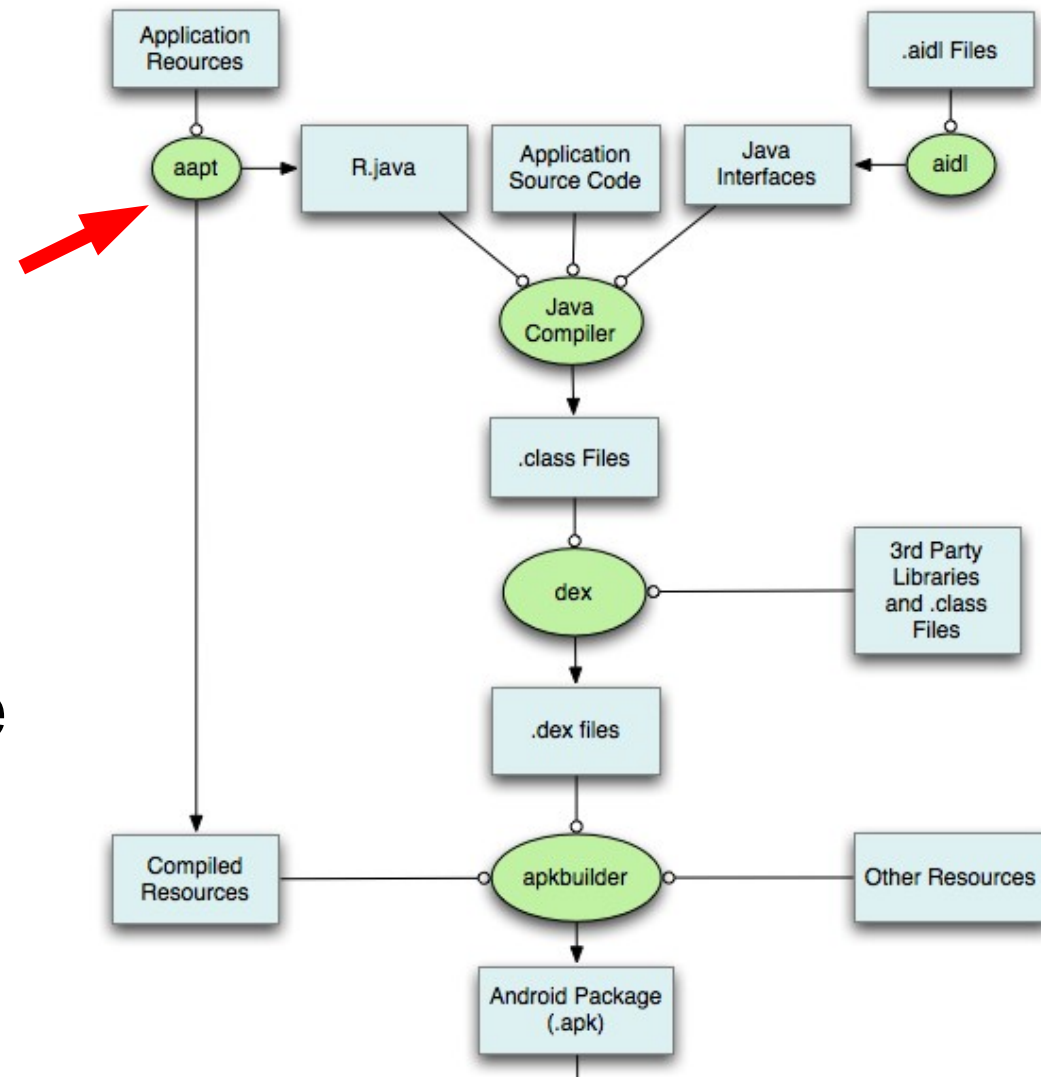 Application
Reources
.aidl Files
aapt
R.java
Application
Source Code
Java
Interfaces
aidl
Java
Compiler
.class Files
dex
3rd Party
Libraries
and .class
Files
e
.dex files
Compiled
Resources
apkbuilder
Other Resources
Android Package
(.apk)